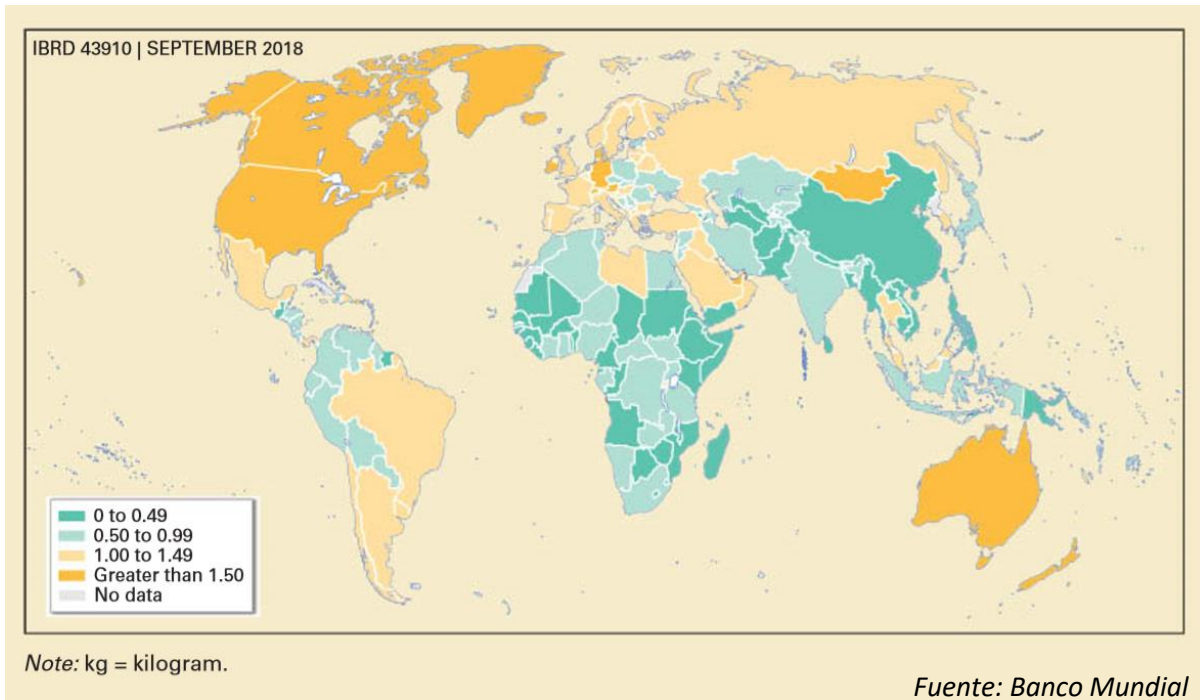 IBRD 43910 | SEPTEMBER 2018
0 to 0.49
0.50 to 0.99
1.00 to 1.49
Greater than 1.50
No data
Note: kg = kilogram.
Fuente: Banco Mundial